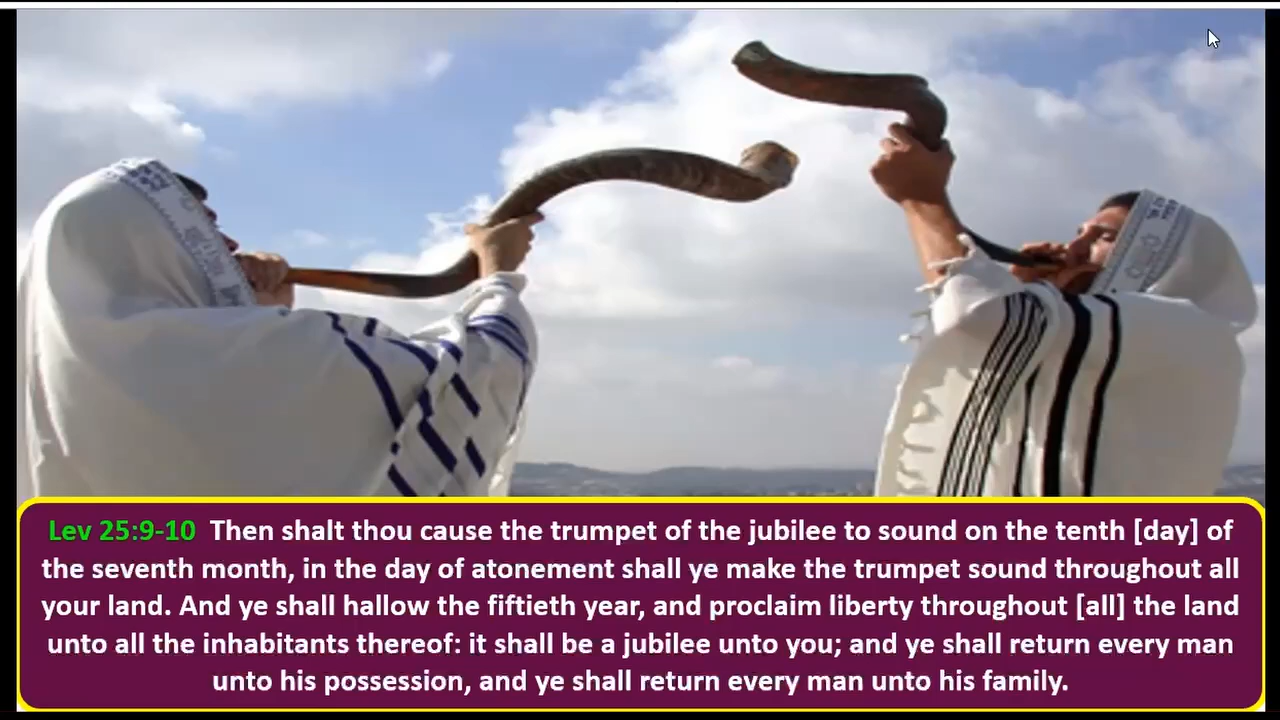 Lev 25:9-10 Then shalt thou cause the trumpet of the jubilee to sound on the tenth [day] of
the seventh month, in the day of atonement shall ye make the trumpet sound throughout all
your land. And ye shall hallow the fiftieth year, and proclaim liberty throughout [all] the land
unto all the inhabitants thereof: it shall be a jubilee unto you; and ye shall return every man
unto his possession, and ye shall return every man unto his family.